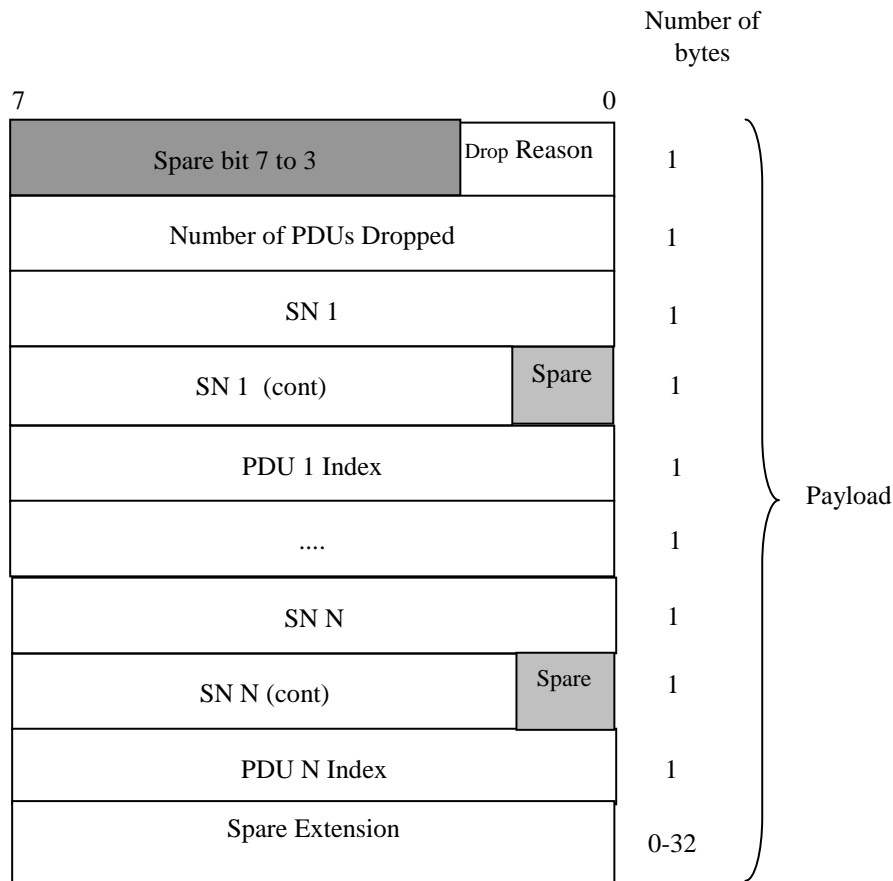 Number of
bytes
7 0
Spare bit 7 to 3 Drop Reason 1
Number of PDUs Dropped 1
SN 1 1
SN 1 (cont) Spare 1
PDU 1 Index 1
Payload
.... 1
SN N 1
SN N (cont) Spare 1
PDU N Index 1
Spare Extension 0-32